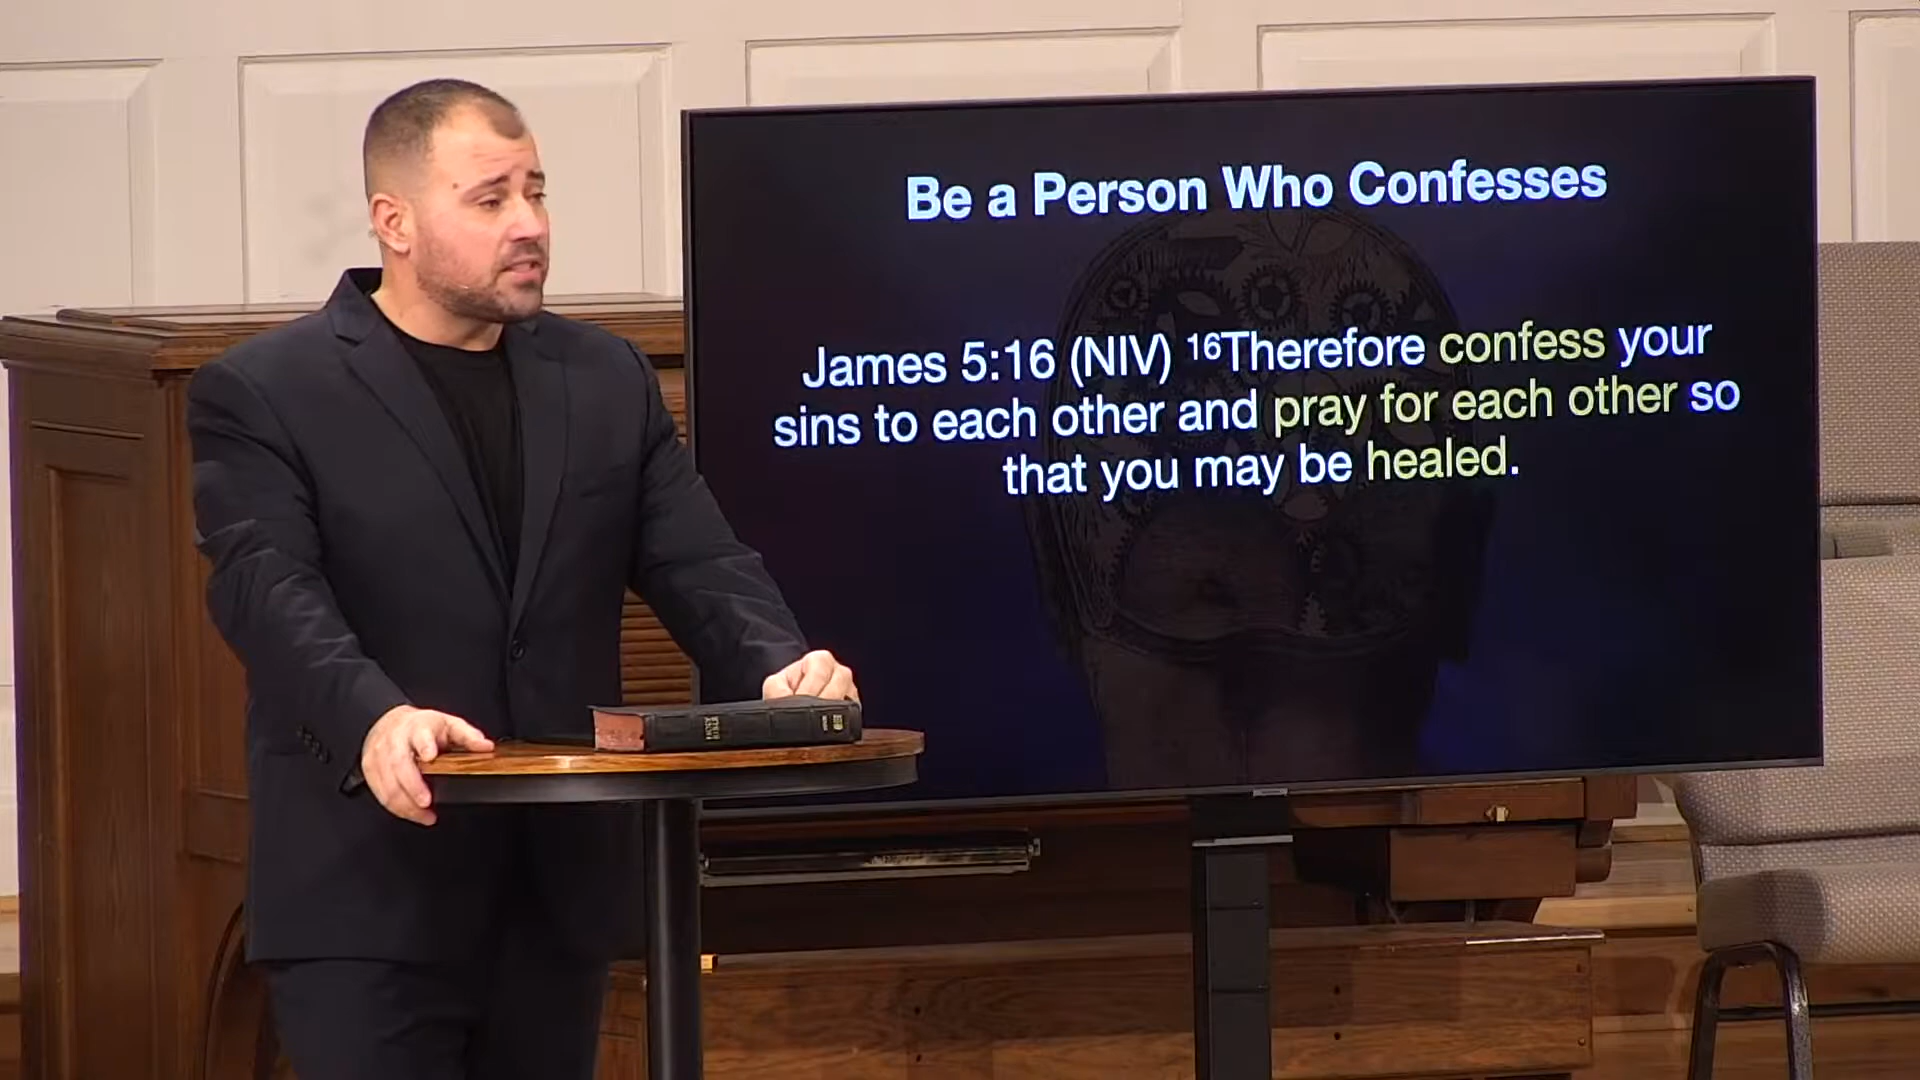 Be a Person Who Confesses
James 5:16 (NIV) ¹⁶Therefore confess your
sins to each other and pray for each other so
that you may be healed.
HOLY